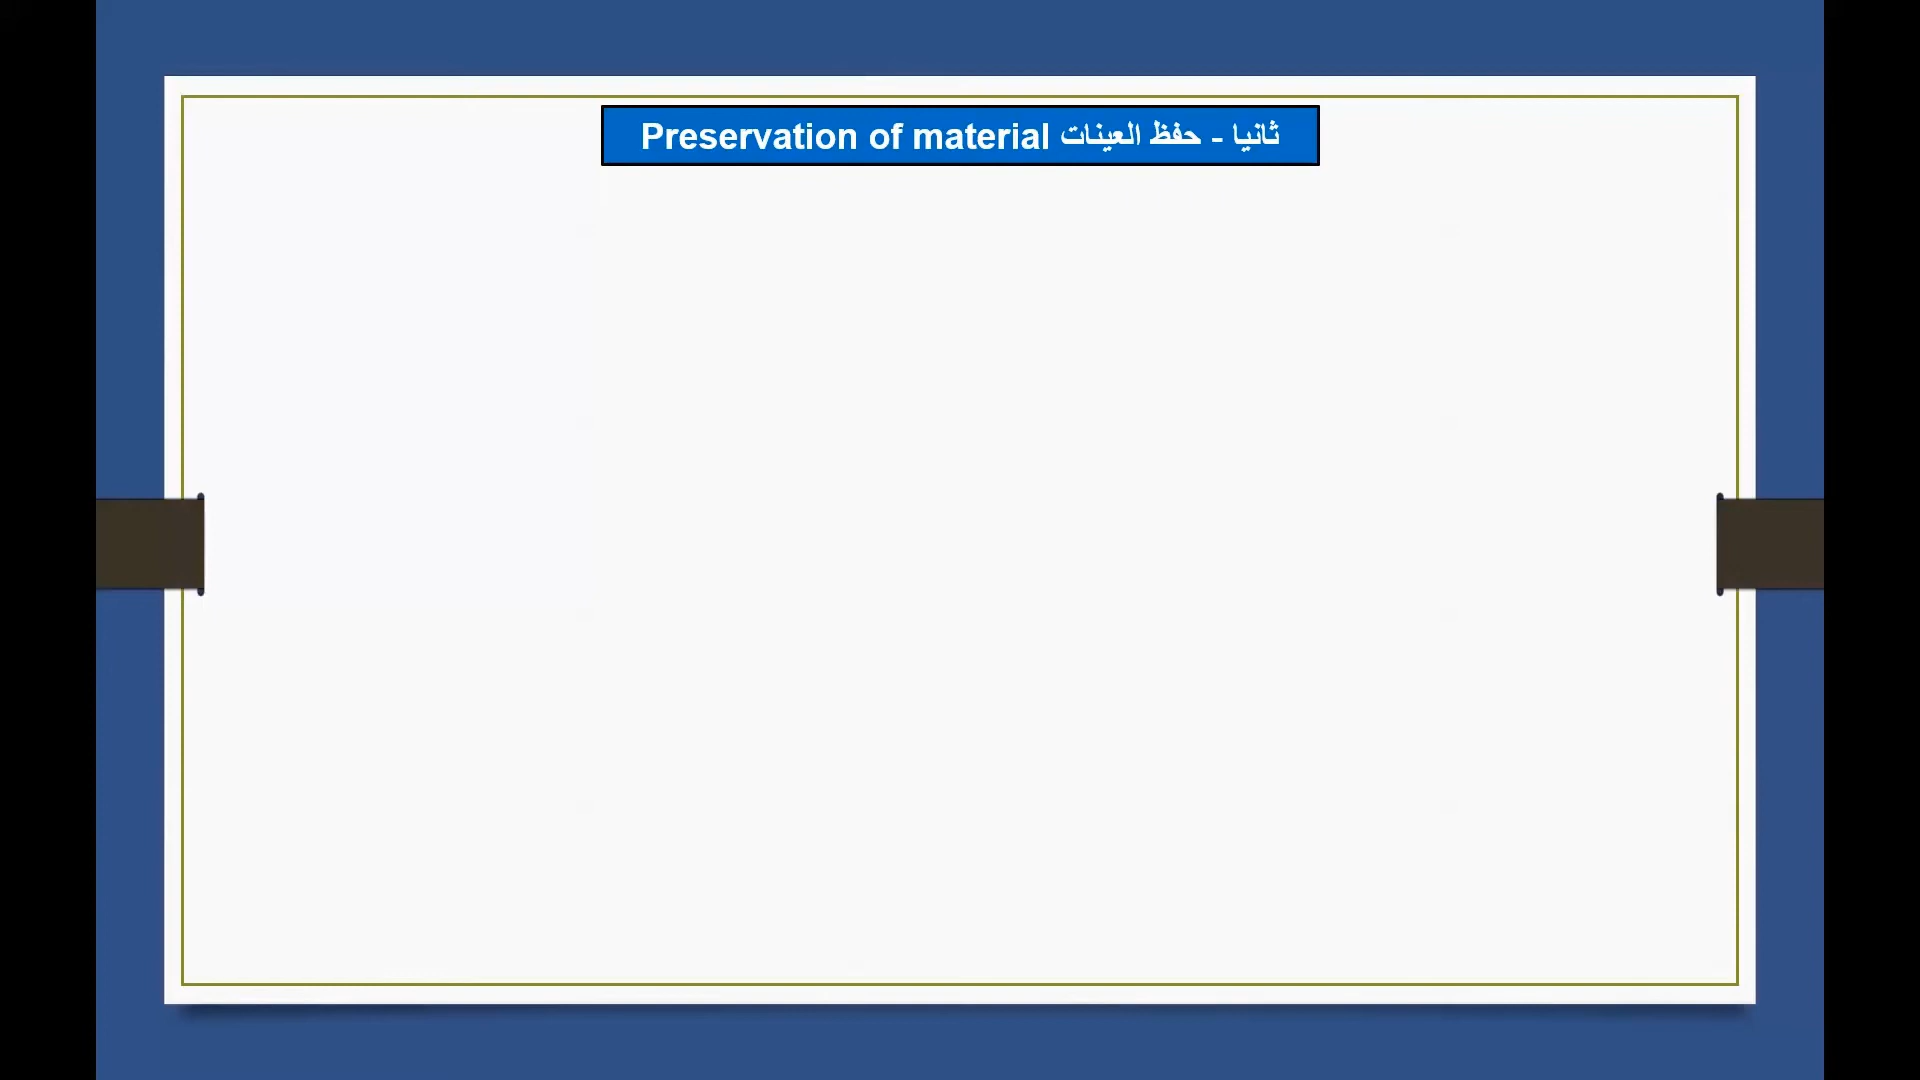 ثانيا - حفظ العينات Preservation of material